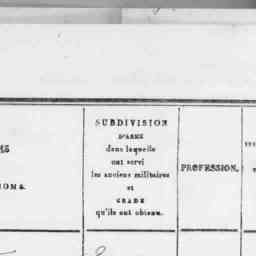 SUBDIVISION
D'ARME
dans laquelle
ont servi
les anciens militaires
et
GRADE
qu'ils ont obtenu.
PROFESSION.